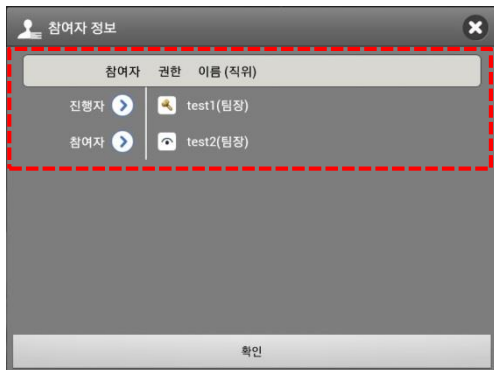 참여자 정보
참여자 권한 이름 (직위)
진행자 test1(팀장)
참여자 test2(팀장)
확인